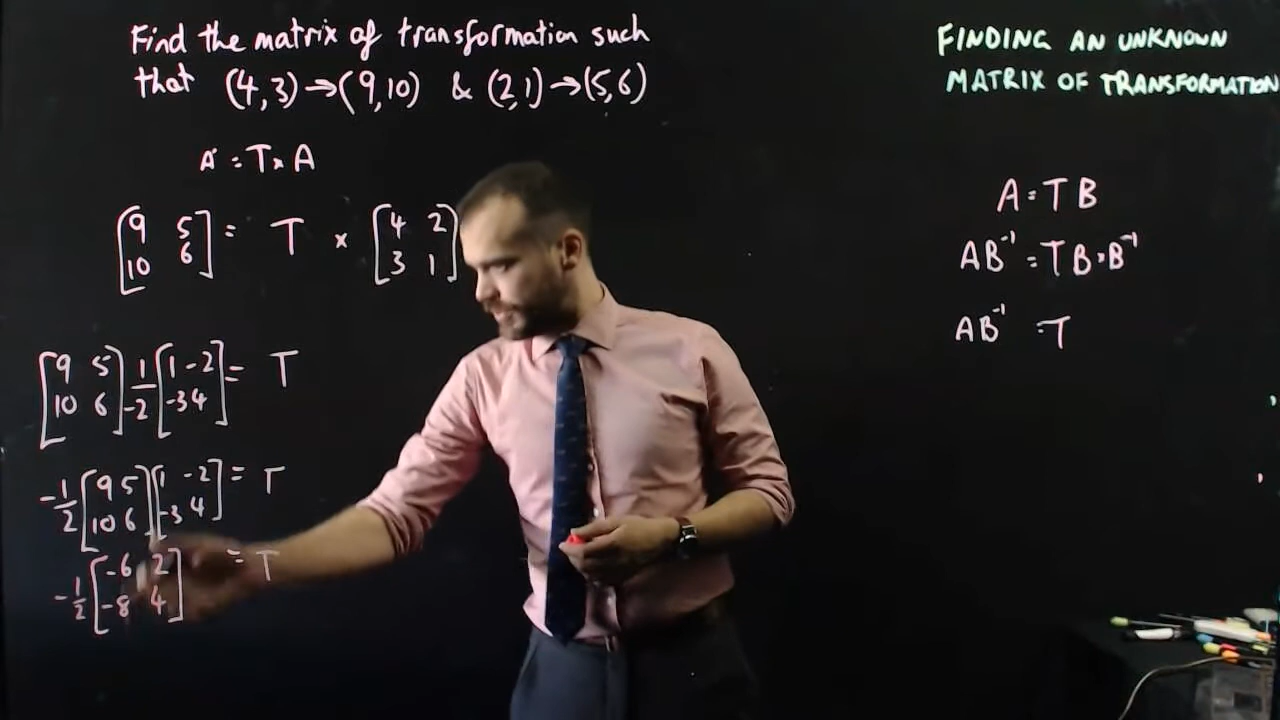 Find the matrix of transformation such
that (4,3)→(9,10) & (2,1)→(5,6)
A' = T × A
[9 5
10 6] = T × [4 2
3 1]
[9 5
10 6] 1/-2 [1 -2
-3 4] = T
-1/2 [9 5
10 6] [1 -2
-3 4] = T
-1/2 [-6 2
-8 4] = T
FINDING AN UNKNOWN
MATRIX OF TRANSFORMATION
A = TB
AB⁻¹ = TB×B⁻¹
AB⁻¹ = T